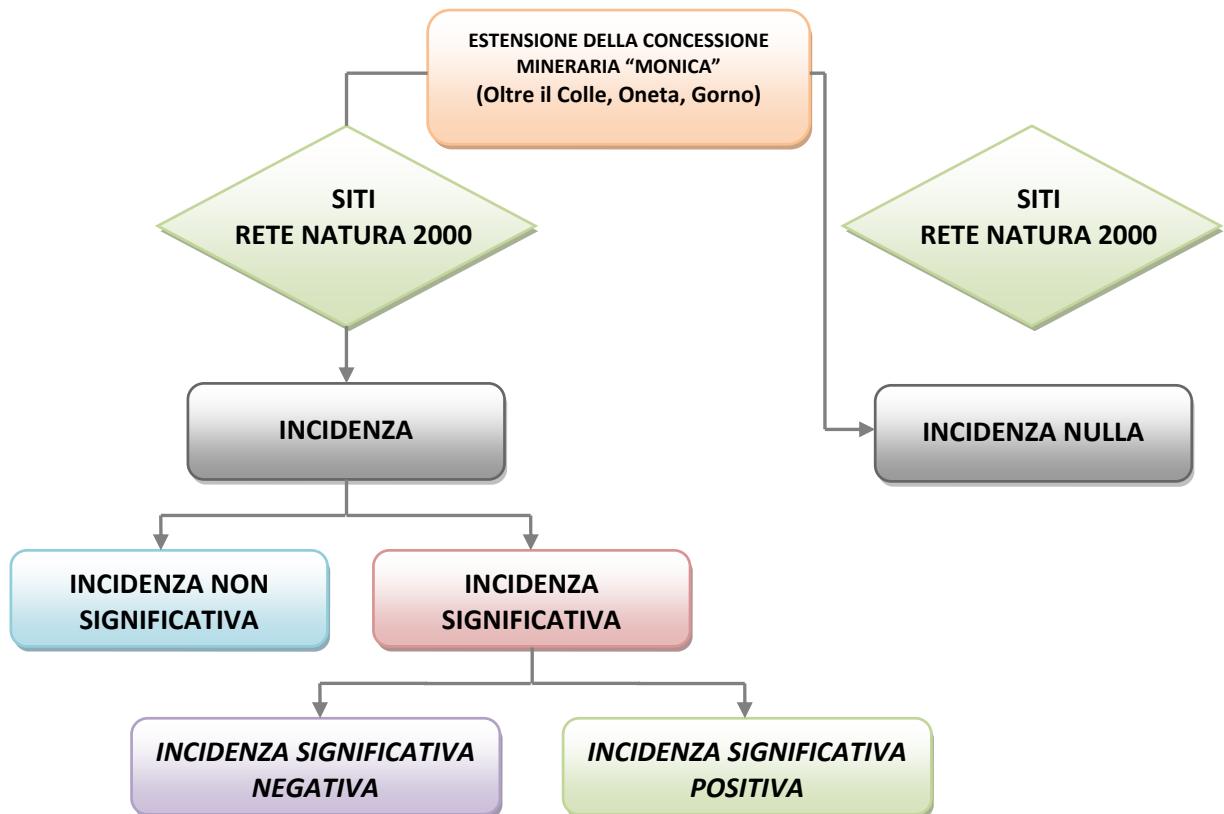 ESTENSIONE DELLA CONCESSIONE
MINERARIA “MONICA”
(Oltre il Colle, Oneta, Gorno)
SITI
RETE NATURA 2000
SITI
RETE NATURA 2000
INCIDENZA
INCIDENZA NULLA
INCIDENZA NON
SIGNIFICATIVA
INCIDENZA
SIGNIFICATIVA
INCIDENZA SIGNIFICATIVA
NEGATIVA
INCIDENZA SIGNIFICATIVA
POSITIVA